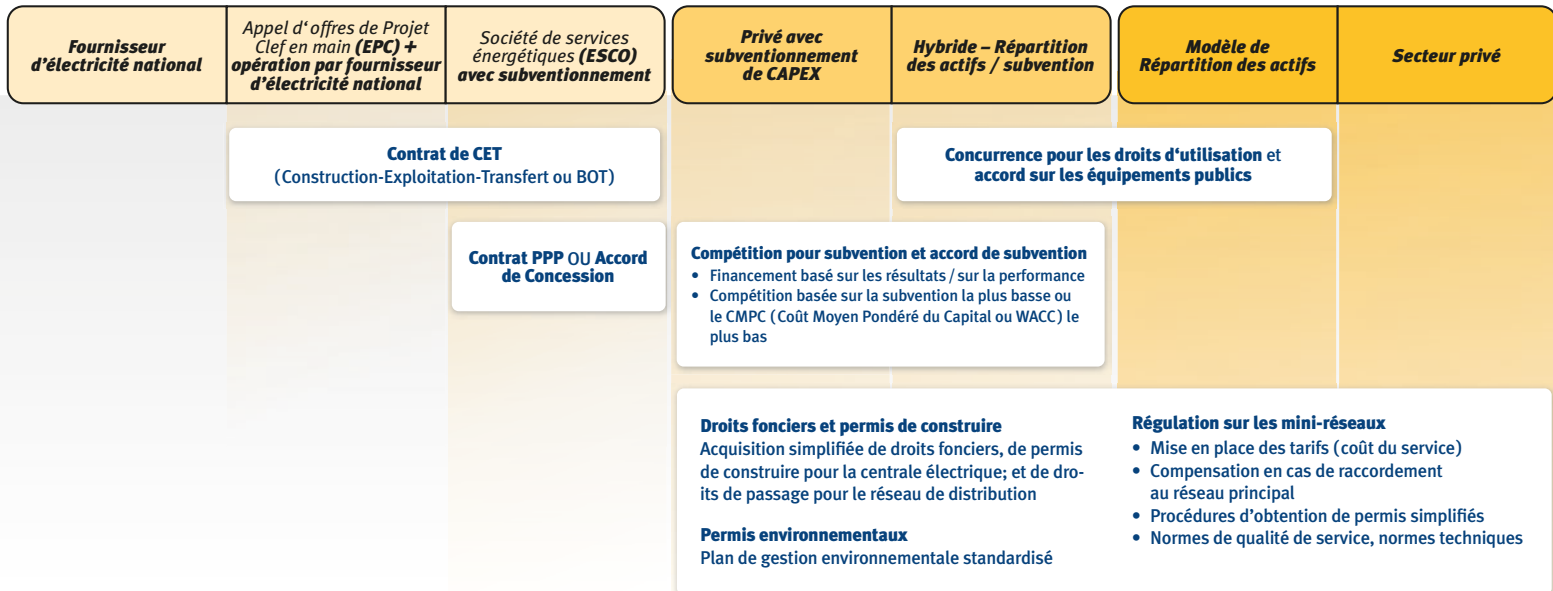 Fournisseur
d'électricité national
Appel d‘ offres de Projet
Clef en main (EPC) +
opération par fournisseur
d'électricité national
Société de services
énergétiques (ESCO)
avec subventionnement
Privé avec
subventionnement
de CAPEX
Hybride – Répartition
des actifs / subvention
Modèle de
Répartition des actifs
Secteur privé
Contrat de CET
(Construction-Exploitation-Transfert ou BOT)
Concurrence pour les droits d‘utilisation et
accord sur les équipements publics
Contrat PPP OU Accord
de Concession
Compétition pour subvention et accord de subvention
• Financement basé sur les résultats / sur la performance
• Compétition basée sur la subvention la plus basse ou
le CMPC (Coût Moyen Pondéré du Capital ou WACC) le
plus bas
Droits fonciers et permis de construire
Acquisition simplifiée de droits fonciers, de permis
de construire pour la centrale électrique; et de dro-
its de passage pour le réseau de distribution
Permis environnementaux
Plan de gestion environnementale standardisé
Régulation sur les mini-réseaux
• Mise en place des tarifs (coût du service)
• Compensation en cas de raccordement
au réseau principal
• Procédures d’obtention de permis simplifiés
• Normes de qualité de service, normes techniques